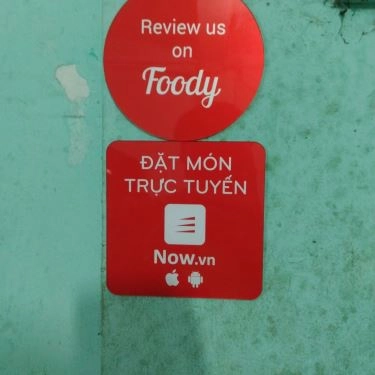 Review us
on
Foody
ĐẶT MÓN
TRỰC TUYẾN
Now.vn